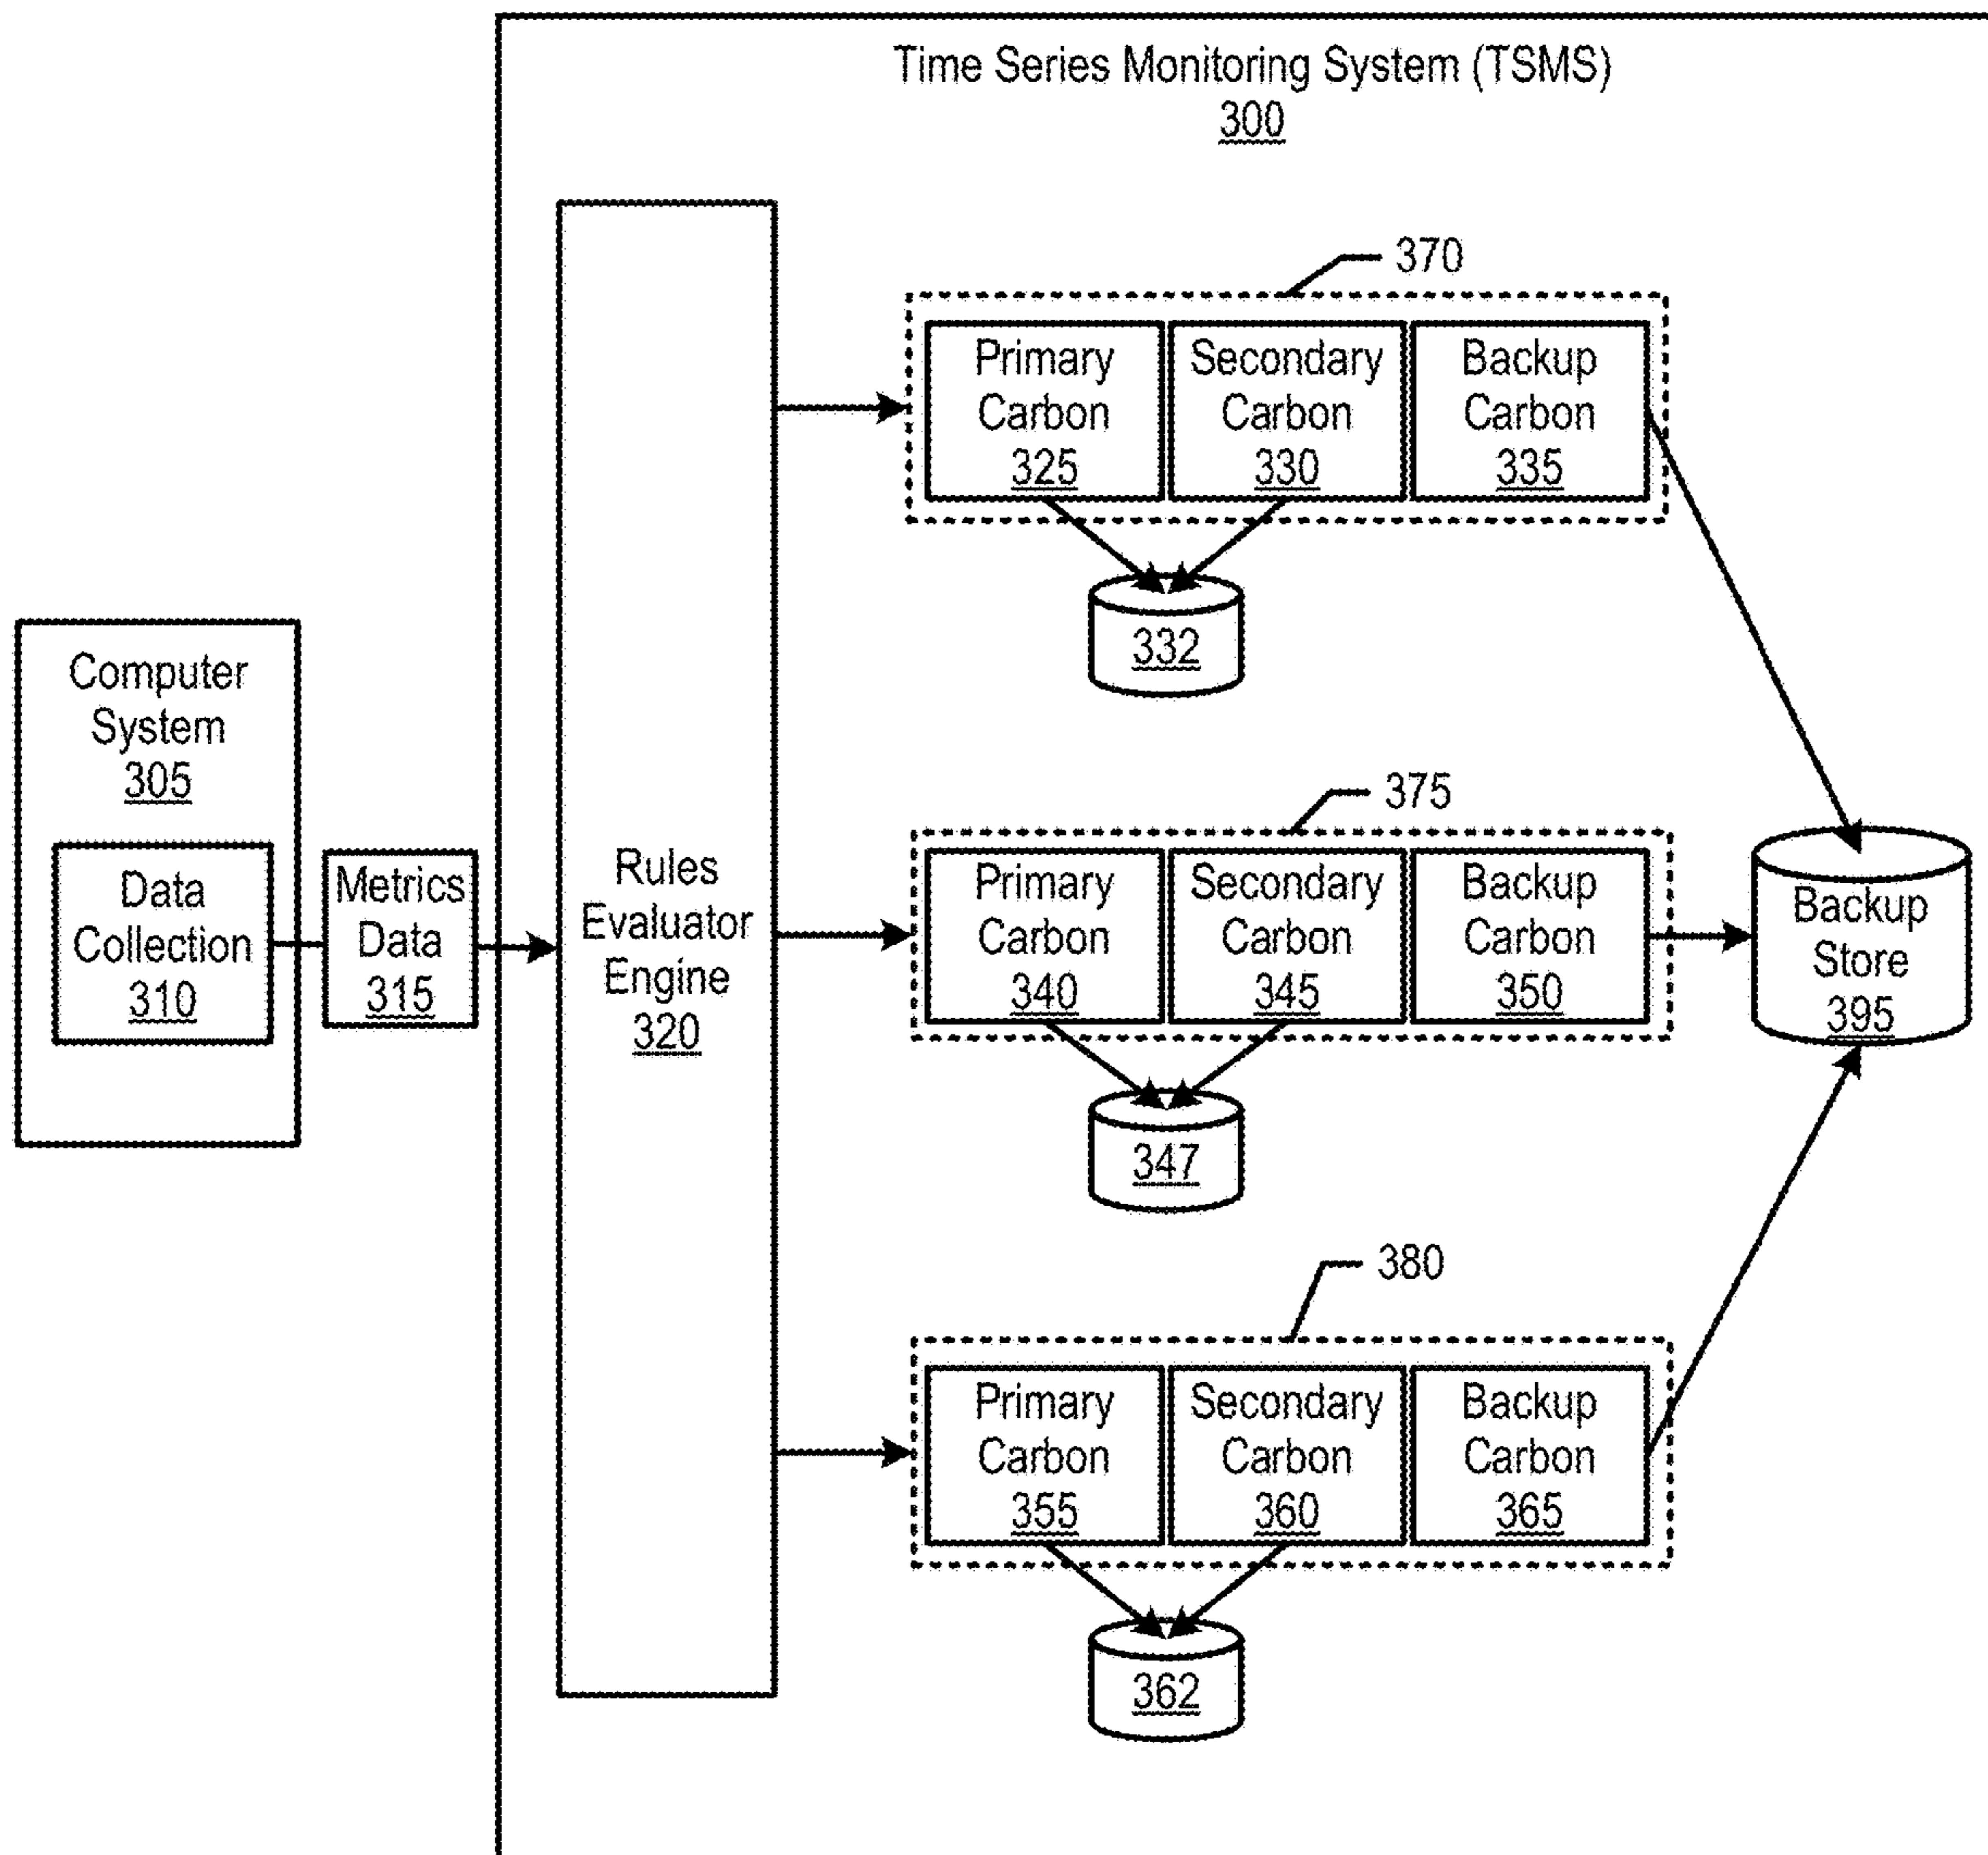 Time Series Monitoring System (TSMS)
300
370
Primary
Carbon
325
Secondary
Carbon
330
Backup
Carbon
335
332
Computer
System
305
Data
Collection
310
Metrics
Data
315
Rules
Evaluator
Engine
320
375
Primary
Carbon
340
Secondary
Carbon
345
Backup
Carbon
350
347
Backup
Store
395
380
Primary
Carbon
355
Secondary
Carbon
360
Backup
Carbon
365
362